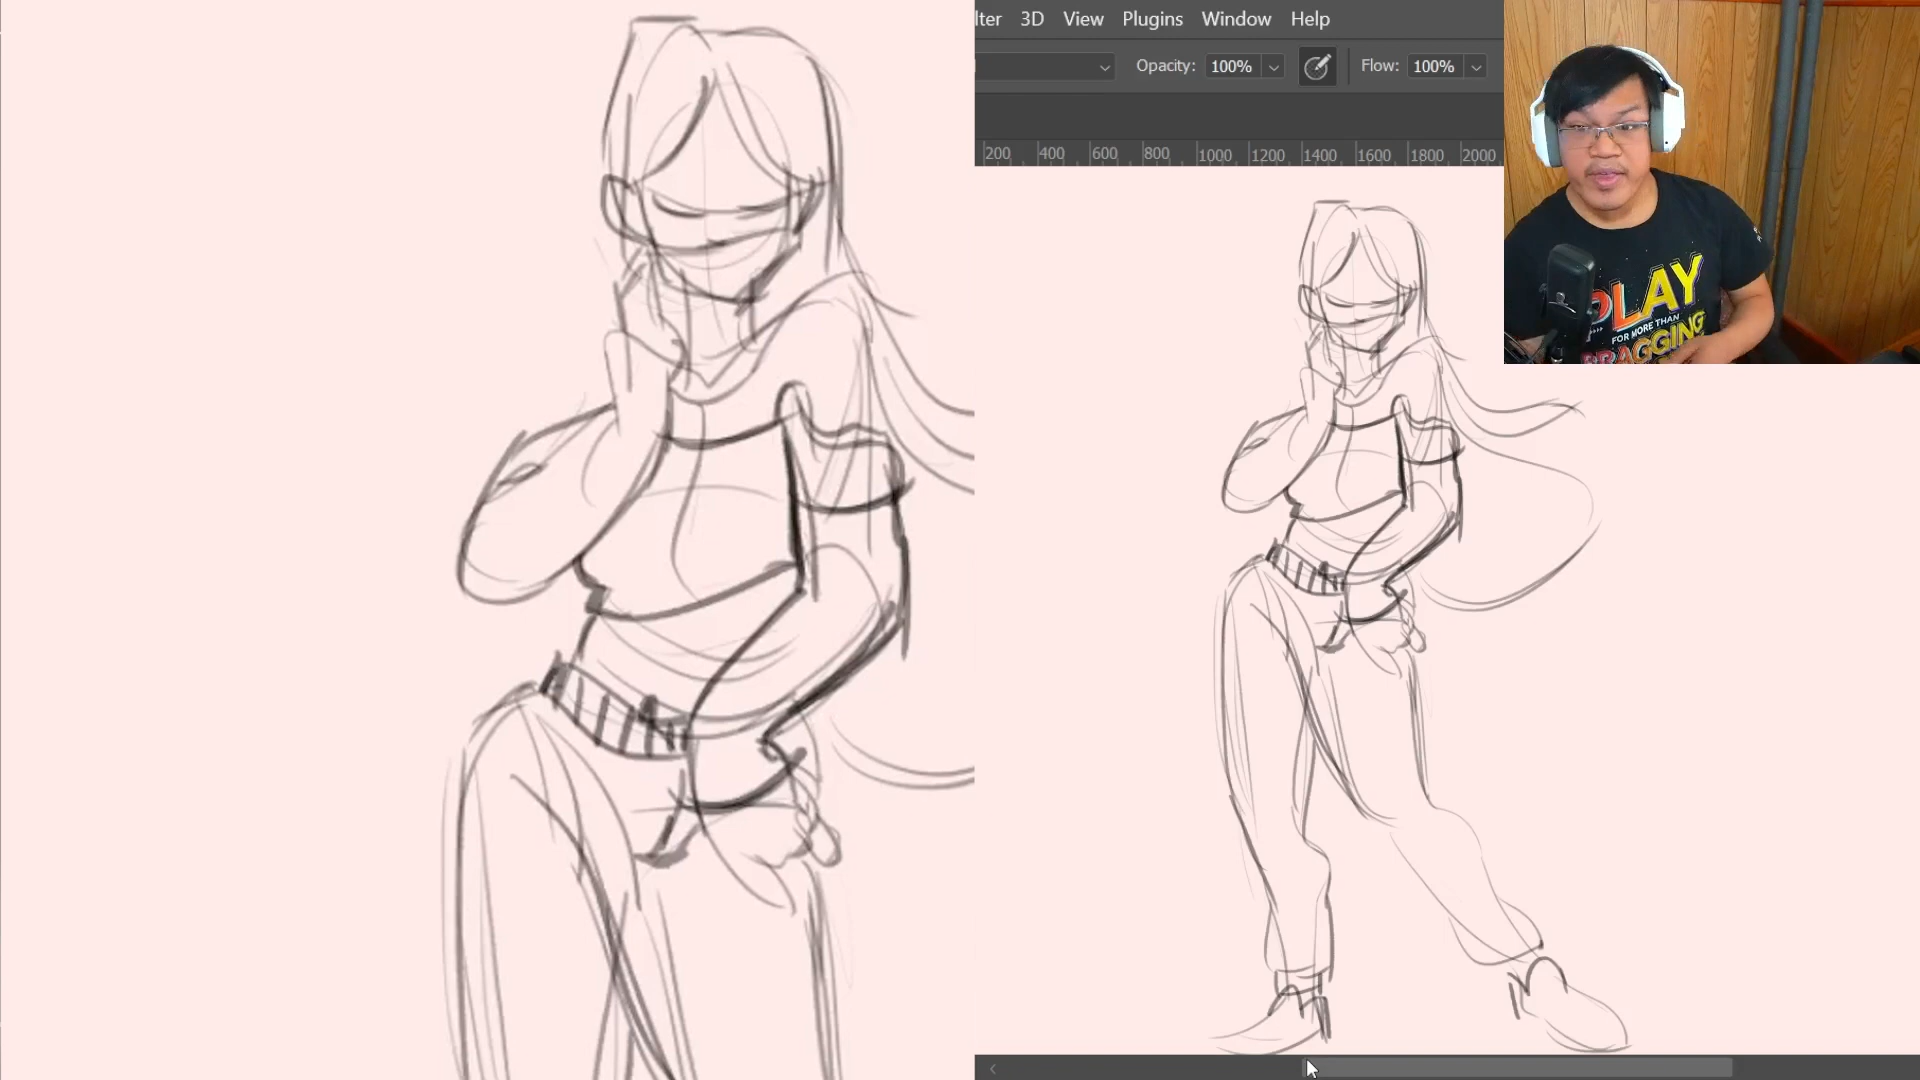 lter 3D View Plugins Window Help
Opacity: 100% Flow: 100%
200 400 600 800 1000 1200 1400 1600 1800 2000
PLAY
FOR MORE THAN
BRAGGING